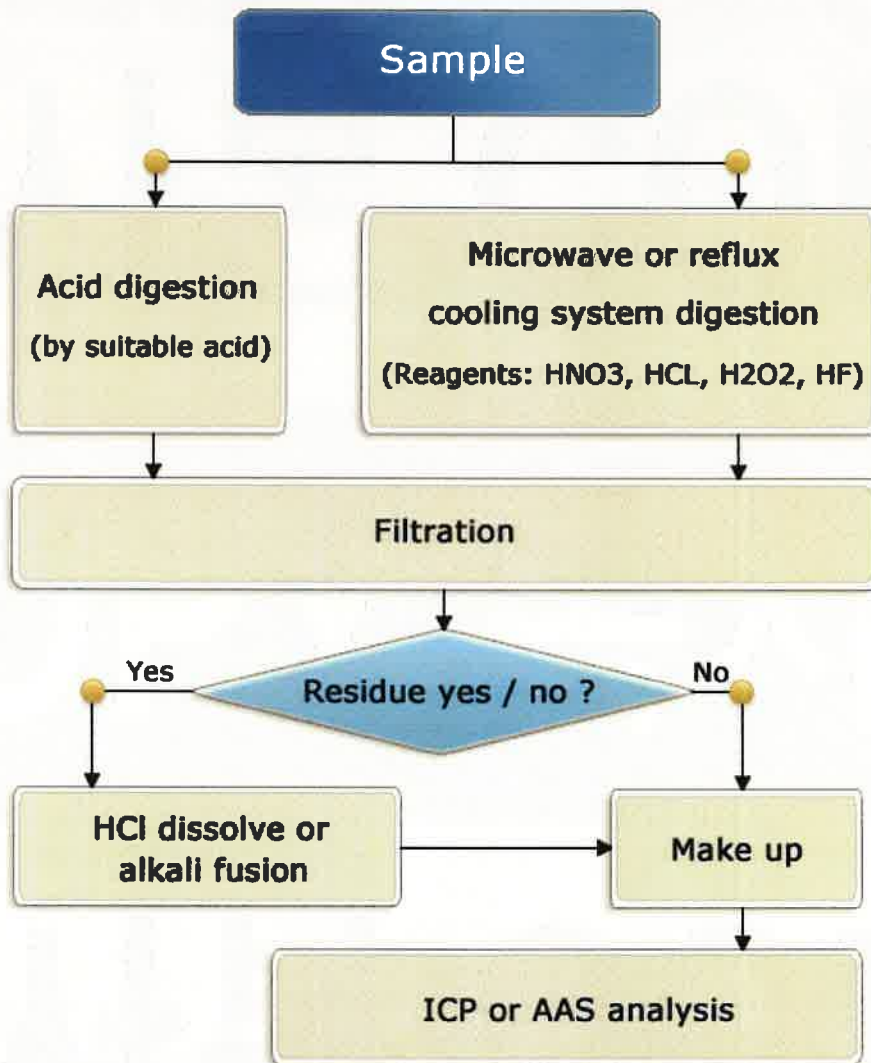 Sample
Acid digestion
(by suitable acid)
Microwave or reflux
cooling system digestion
(Reagents: HNO3, HCL, H2O2, HF)
Filtration
Yes
Residue yes / no ?
No
HCl dissolve or
alkali fusion
Make up
ICP or AAS analysis